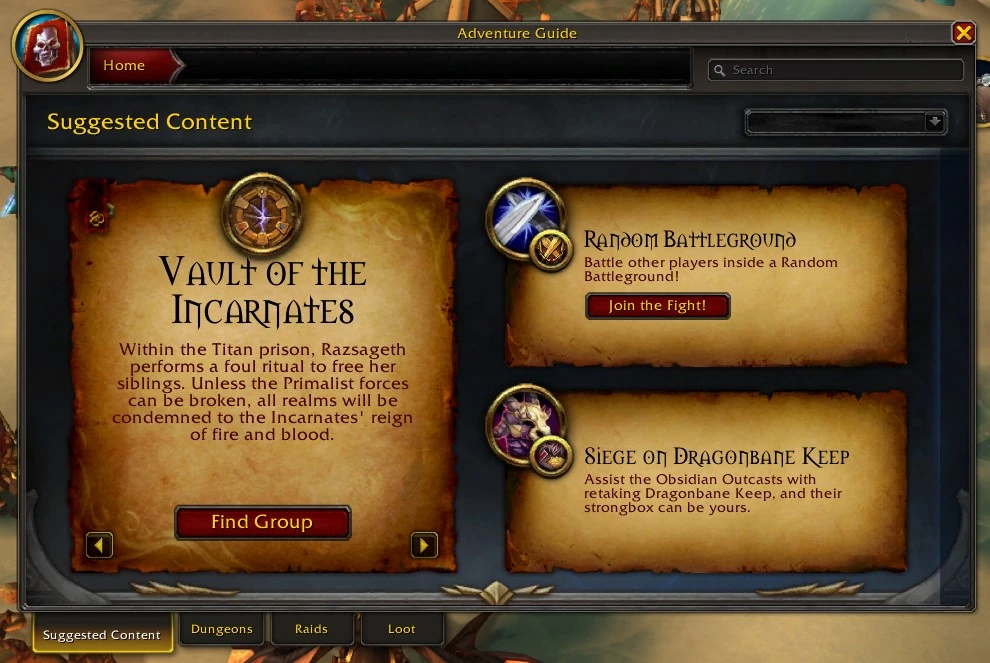 Adventure Guide
Home
Search
Suggested Content
Vault of the
Incarnates
Within the Titan prison, Razsageth
performs a foul ritual to free her
siblings. Unless the Primalist forces
can be broken, all realms will be
condemned to the Incarnates' reign
of fire and blood.
Find Group
Random Battleground
Battle other players inside a Random
Battleground!
Join the Fight!
Siege on Dragonbane Keep
Assist the Obsidian Outcasts with
retaking Dragonbane Keep, and their
strongbox can be yours.
Suggested Content
Dungeons
Raids
Loot